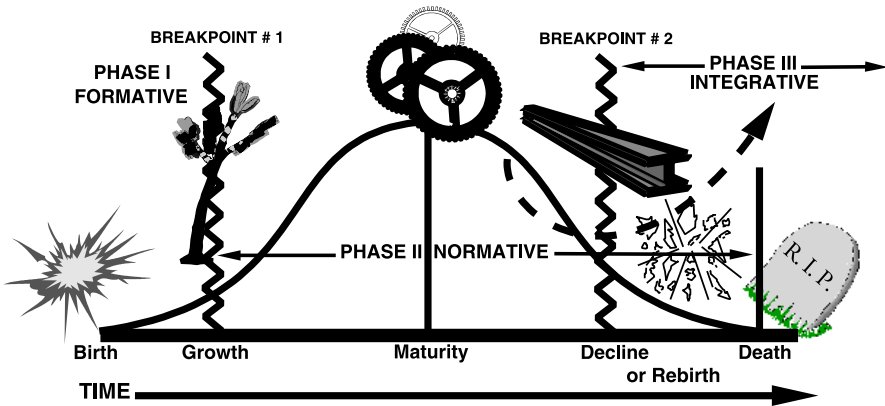 BREAKPOINT # 1
BREAKPOINT # 2
PHASE I
FORMATIVE
PHASE III
INTEGRATIVE
PHASE II NORMATIVE
R.I.P.
Birth
Growth
Maturity
Decline
or Rebirth
Death
TIME